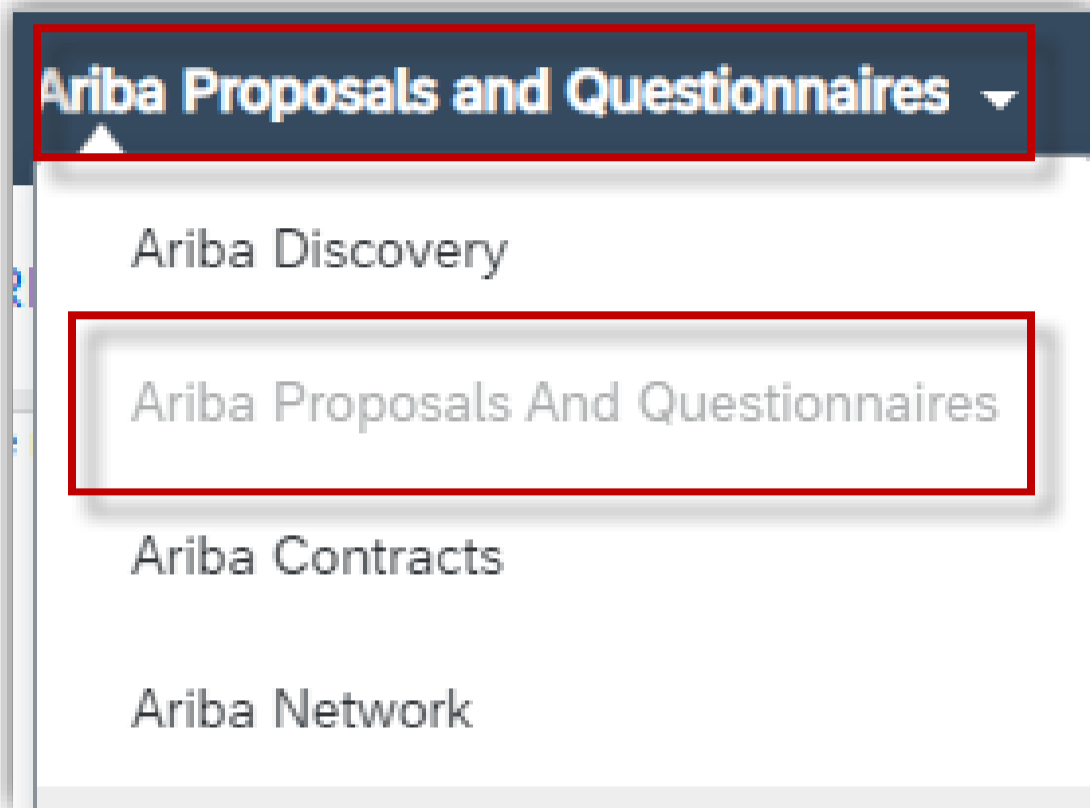 Ariba Proposals and Questionnaires
Ariba Discovery
Ariba Proposals And Questionnaires
Ariba Contracts
Ariba Network